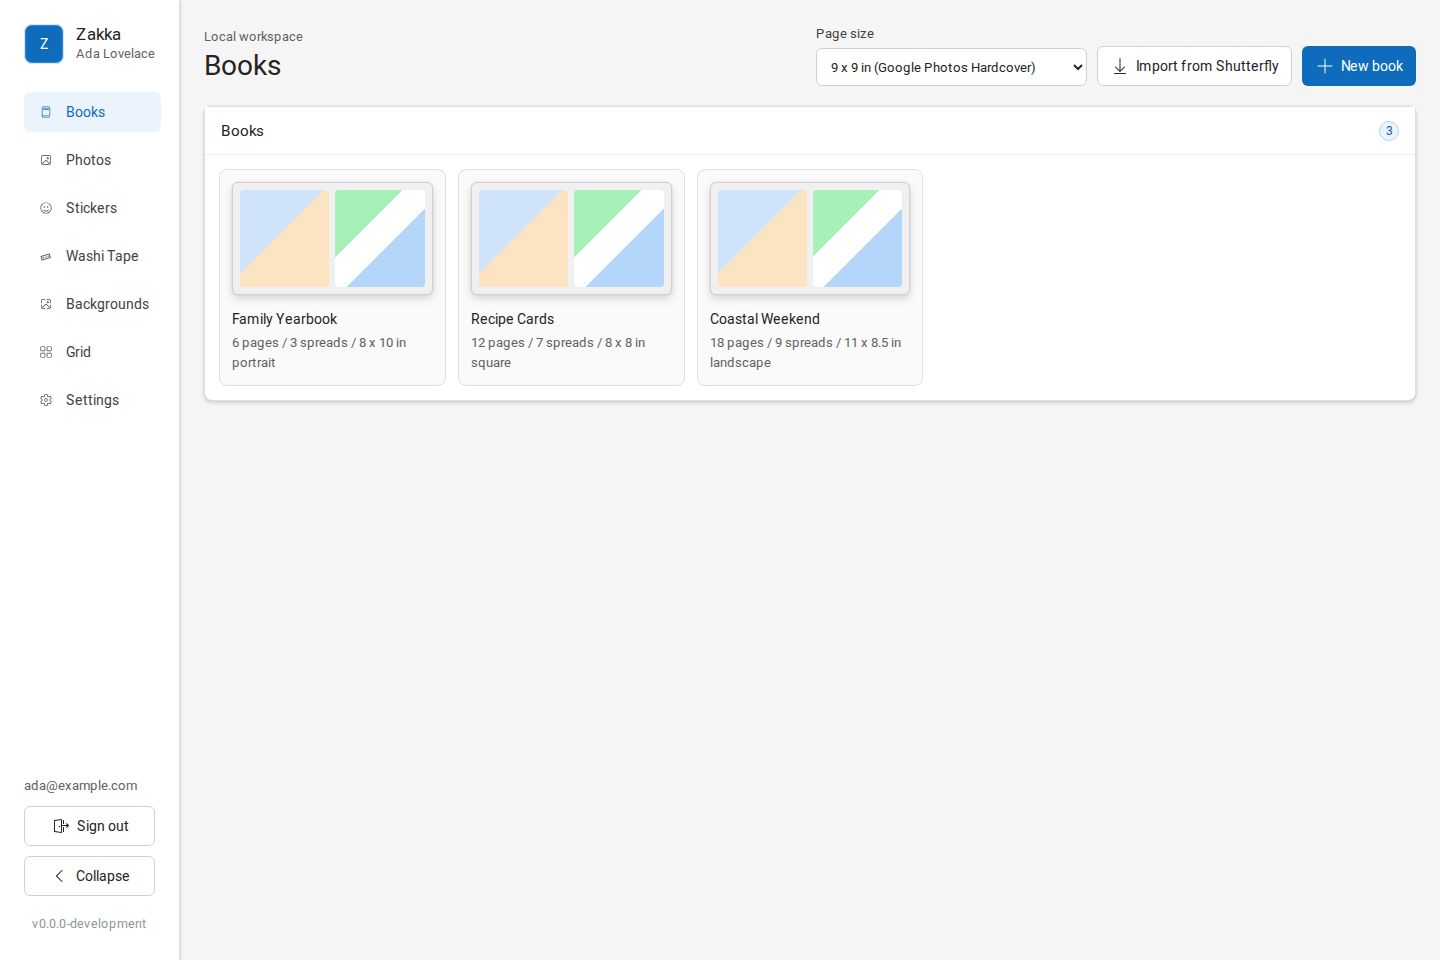 Z
Zakka
Ada Lovelace
Books
Photos
Stickers
Washi Tape
Backgrounds
Grid
Settings
ada@example.com
Sign out
Collapse
v0.0.0-development
Local workspace
Books
Page size
9 x 9 in (Google Photos Hardcover)
Import from Shutterfly
New book
Books
3
Family Yearbook
6 pages / 3 spreads / 8 x 10 in
portrait
Recipe Cards
12 pages / 7 spreads / 8 x 8 in
square
Coastal Weekend
18 pages / 9 spreads / 11 x 8.5 in
landscape